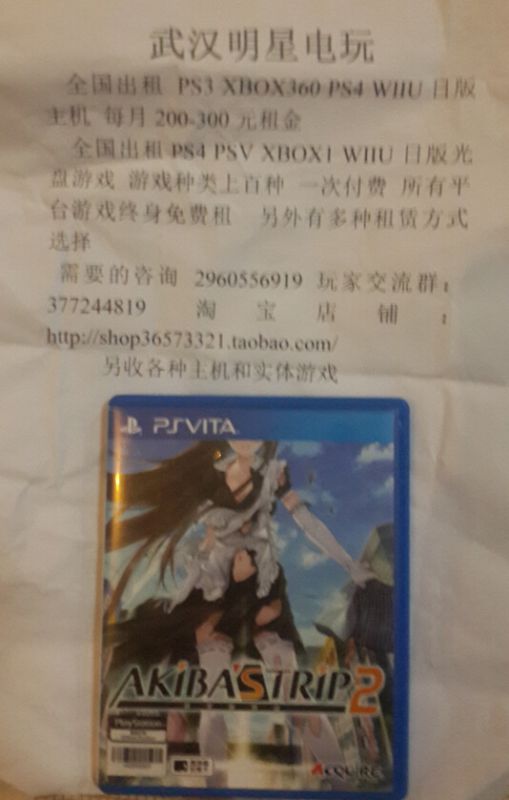 武汉明星电玩
全国出租 PS3 XBOX360 PS4 WIIU 日版
主机 每月 200-300 元租金
全国出租 PS4 PSV XBOX1 WIIU 日版光
盘游戏 游戏种类上百种 一次付费 所有平
台游戏终身免费租 另外有多种租赁方式
选择
需要的咨询 2960556919 玩家交流群：
377244819 淘宝店铺：
http://shop36573321.taobao.com/
另收各种主机和实体游戏
PSVITA
AKIBA'S TRIP 2
PlayStation
ACQUIRE